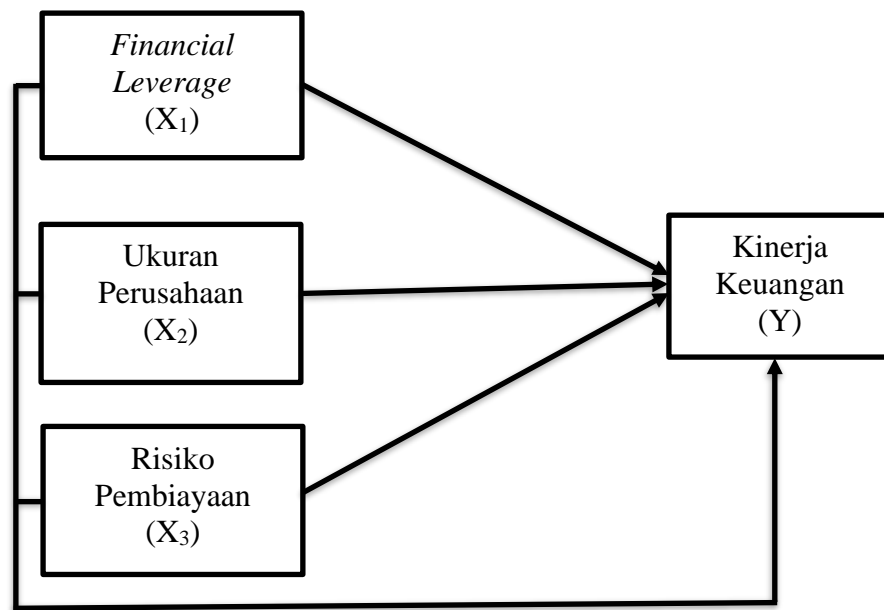 Financial
Leverage
(X₁)
Ukuran
Perusahaan
(X₂)
Risiko
Pembiayaan
(X₃)
Kinerja
Keuangan
(Y)